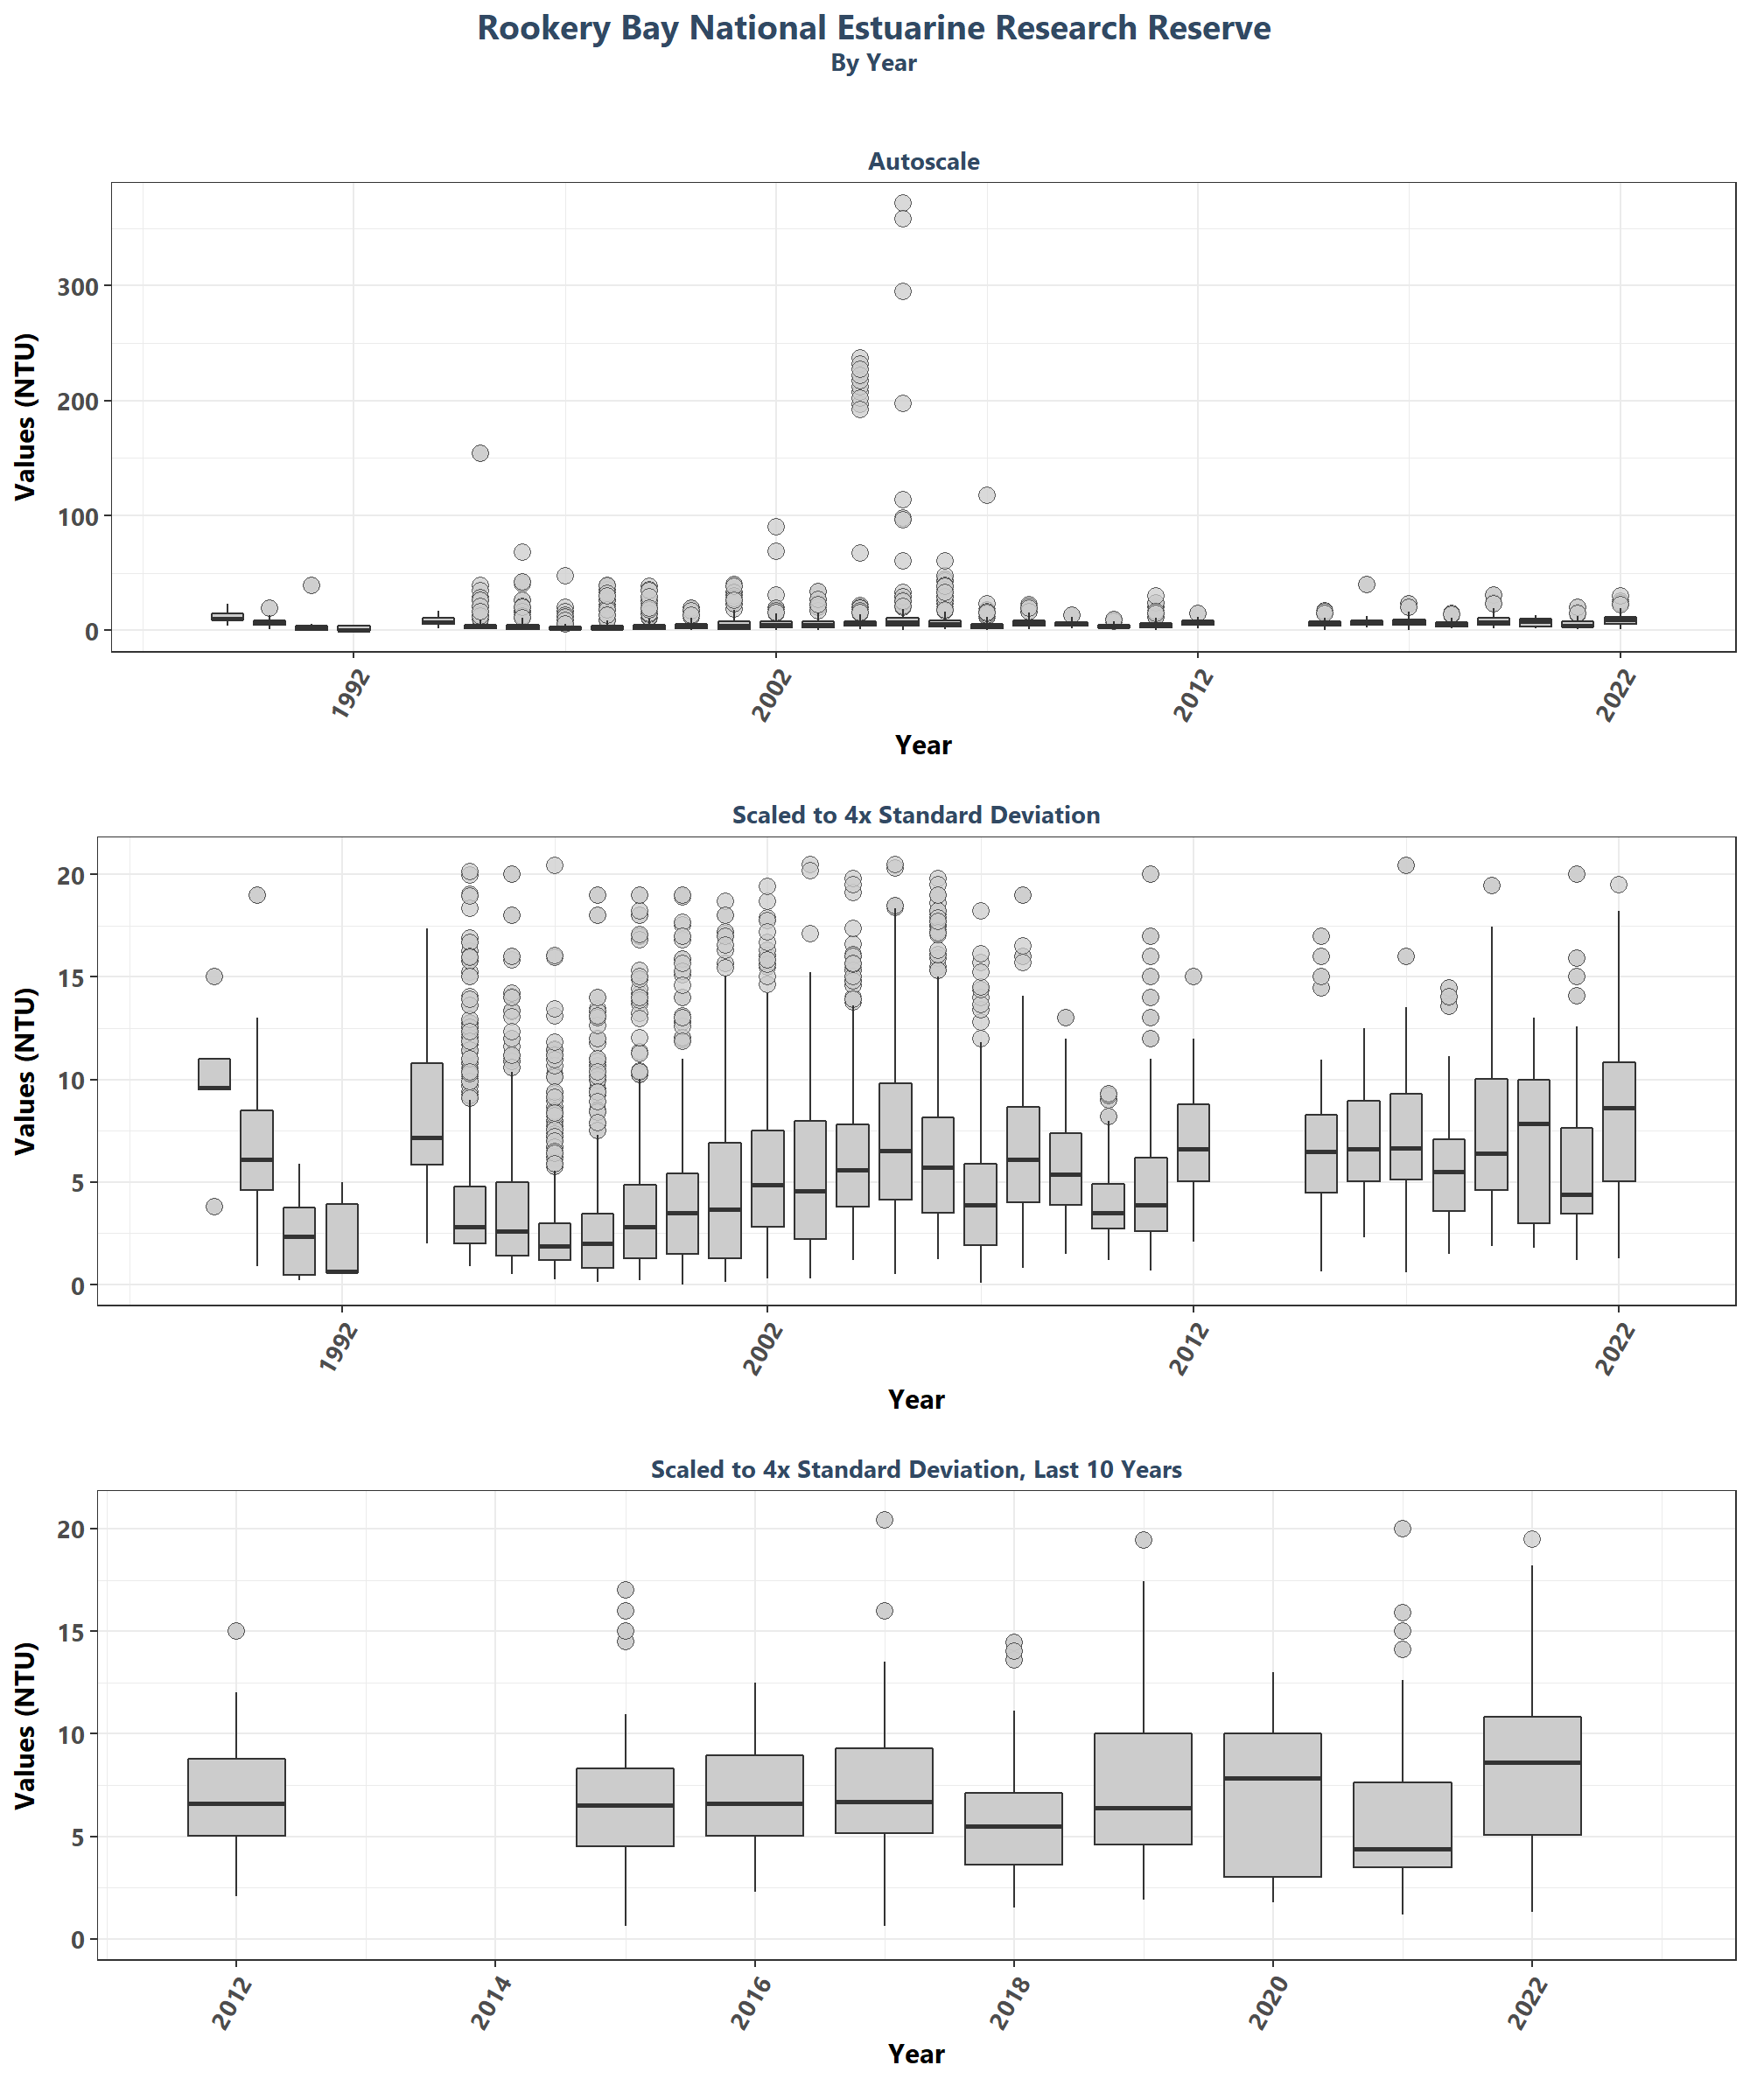 Rookery Bay National Estuarine Research Reserve
By Year
Autoscale
Values (NTU)
300
200
100
0
1992
2002
2012
2022
Year
Scaled to 4x Standard Deviation
Values (NTU)
20
15
10
5
0
1992
2002
2012
2022
Year
Scaled to 4x Standard Deviation, Last 10 Years
Values (NTU)
20
15
10
5
0
2012
2014
2016
2018
2020
2022
Year